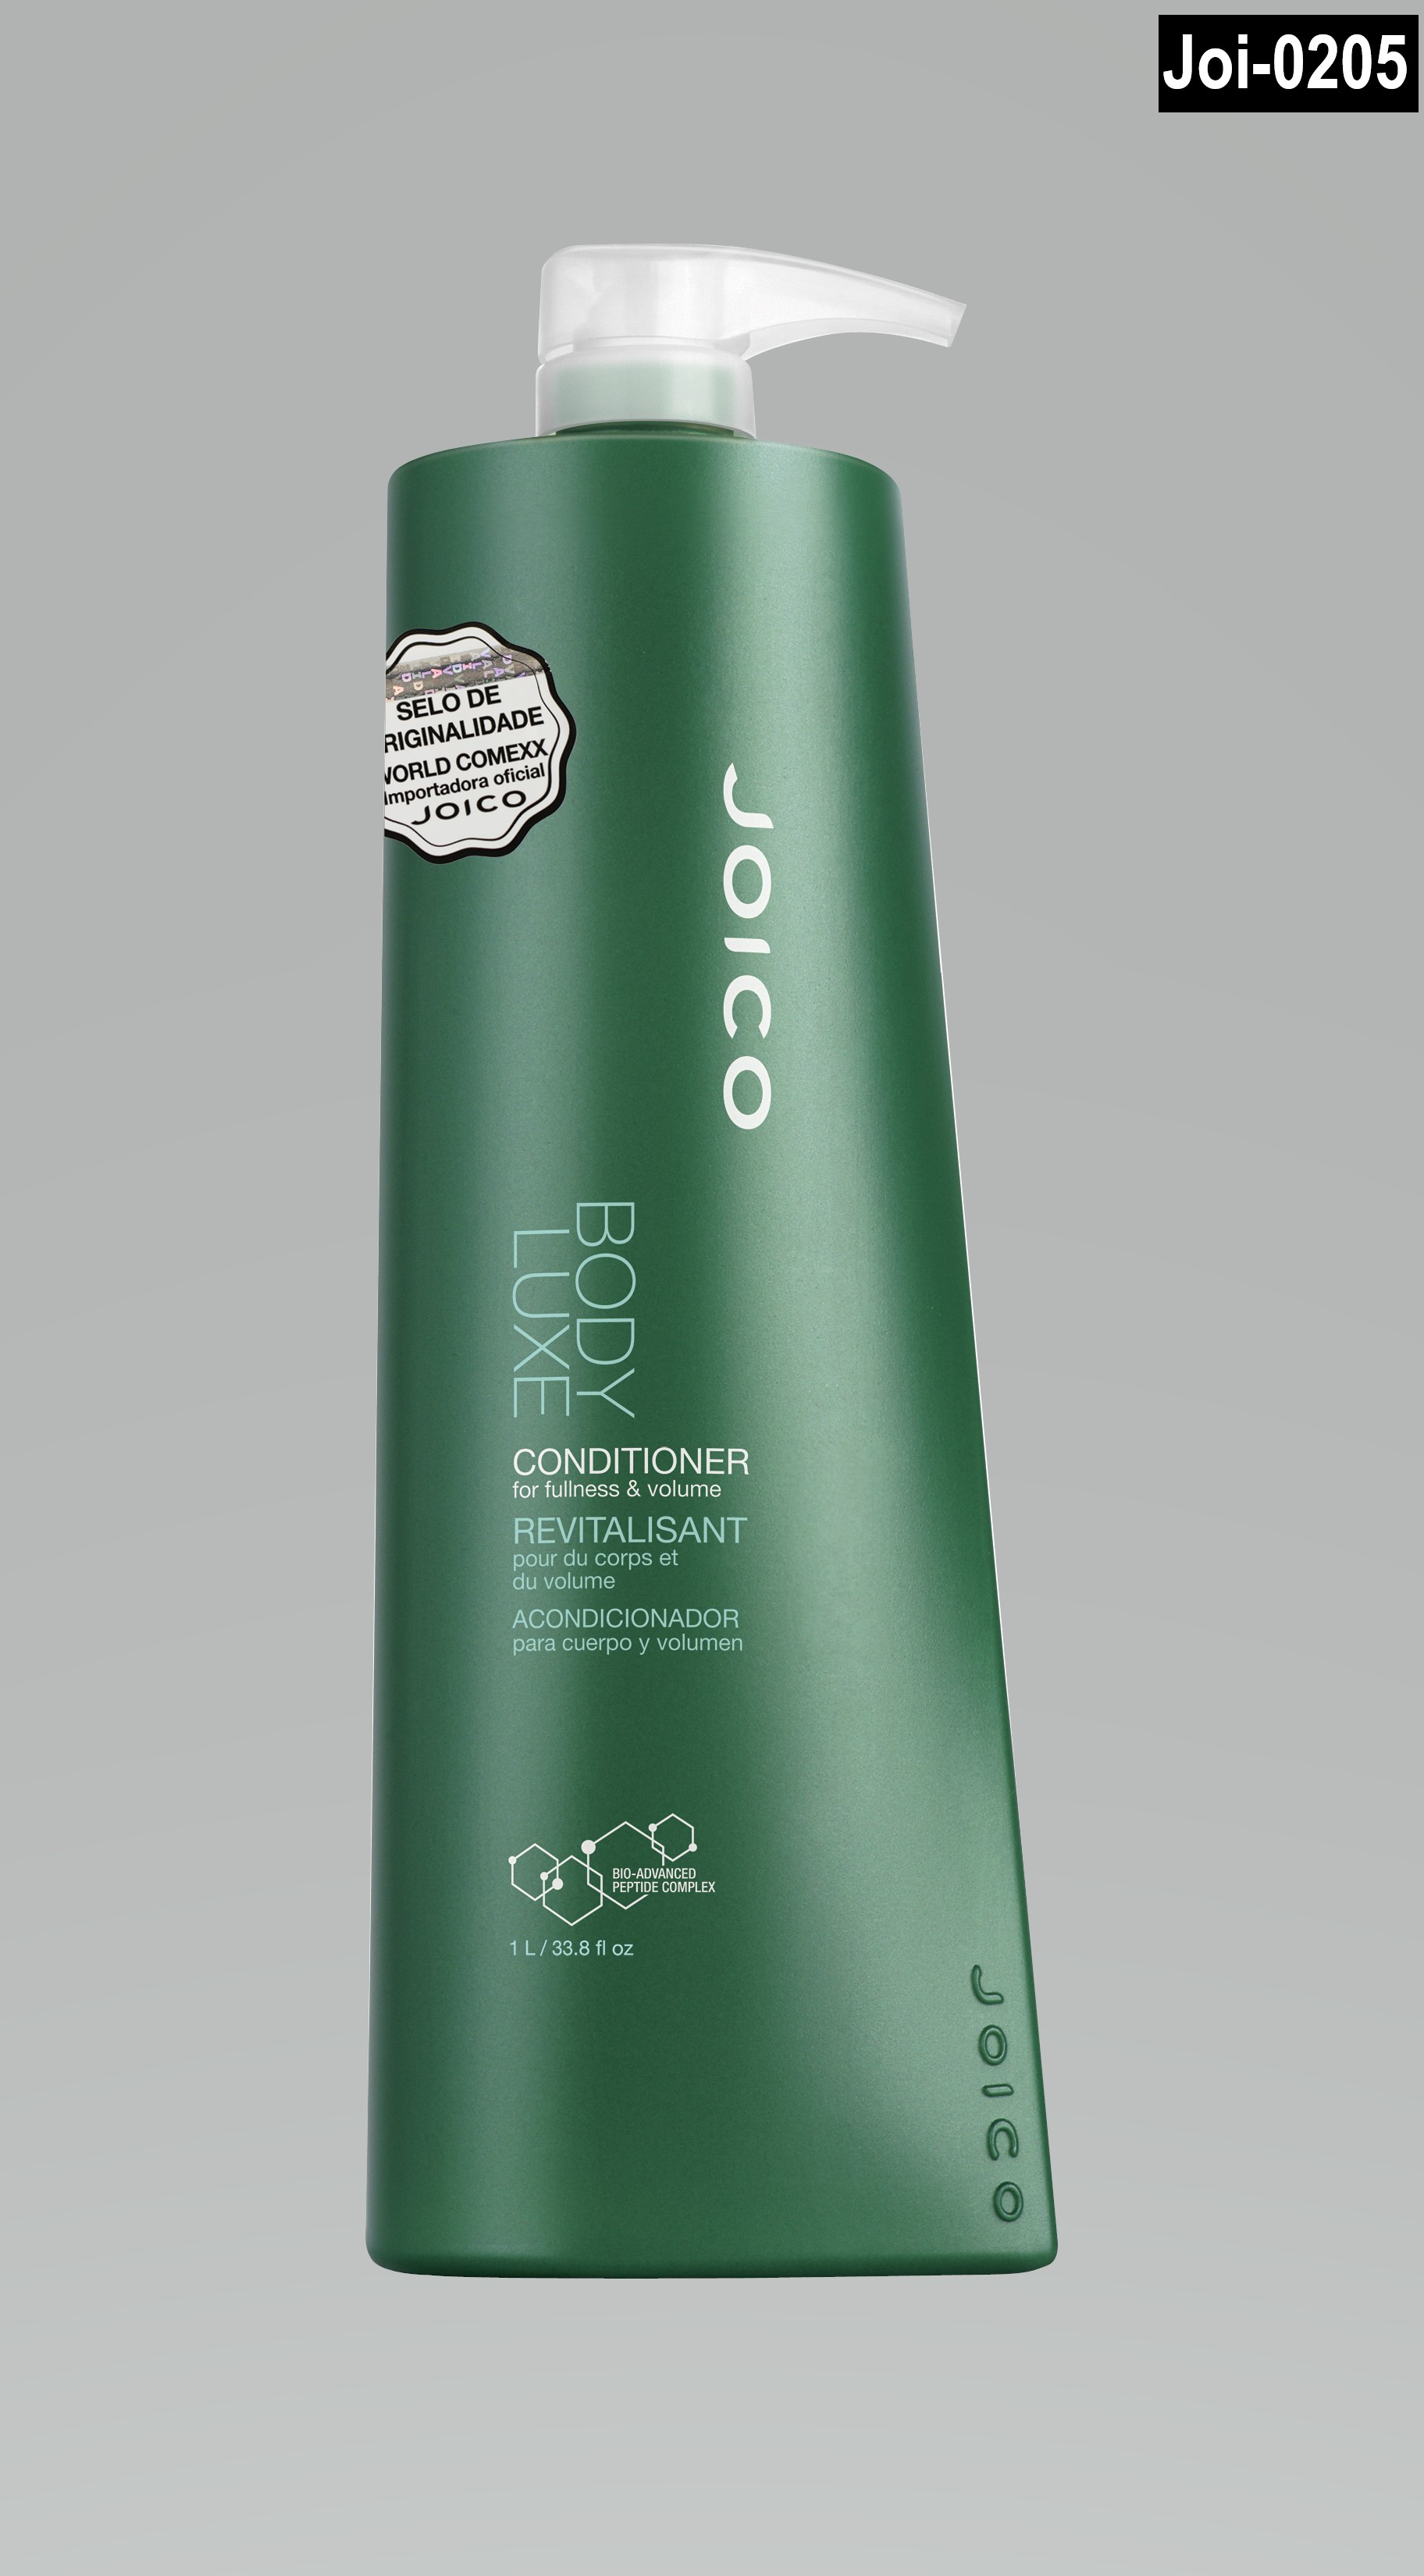 Joi-0205
SELO DE
RIGINALIDADE
WORLD COMEXX
Importadora oficial
JOICO
JOICO
BODY
LUXE
CONDITIONER
for fullness & volume
REVITALISANT
pour du corps et
du volume
ACONDICIONADOR
para cuerpo y volumen
BIO-ADVANCED
PEPTIDE COMPLEX
1 L / 33.8 fl oz
JOICO